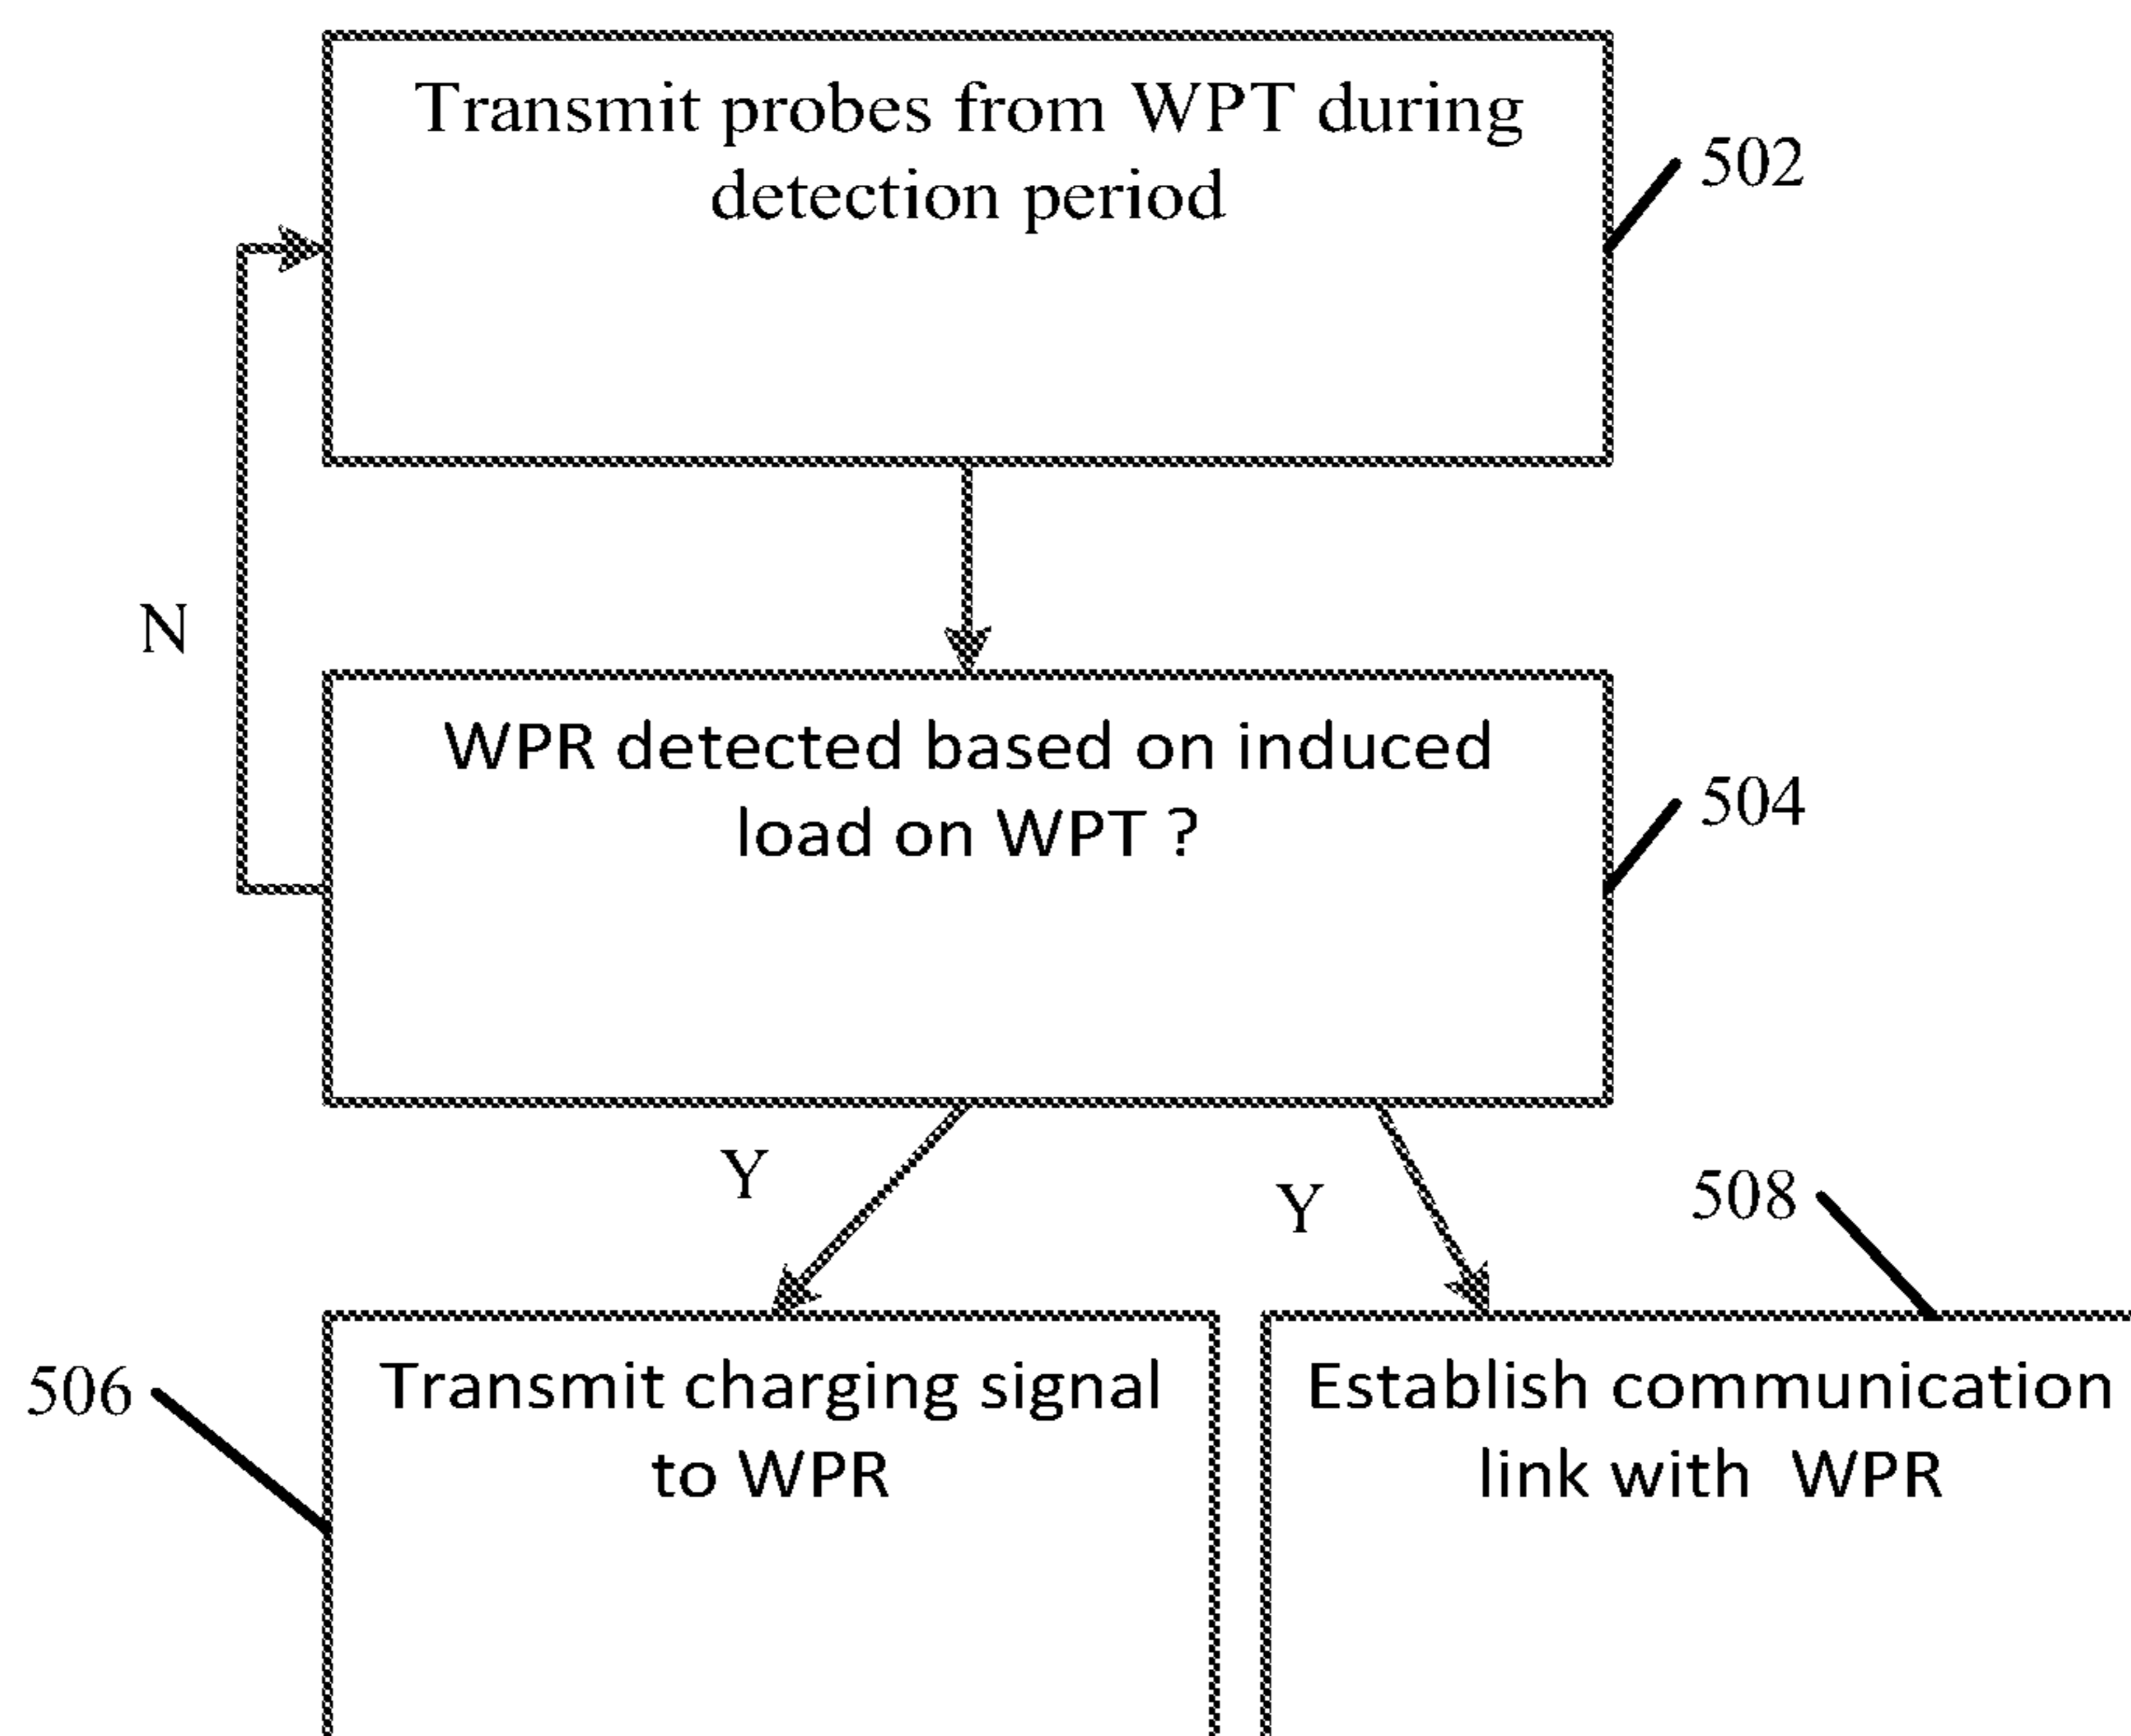 Transmit probes from WPT during
detection period
502
N
WPR detected based on induced
load on WPT ?
504
Y
Y
508
506
Transmit charging signal
to WPR
Establish communication
link with WPR